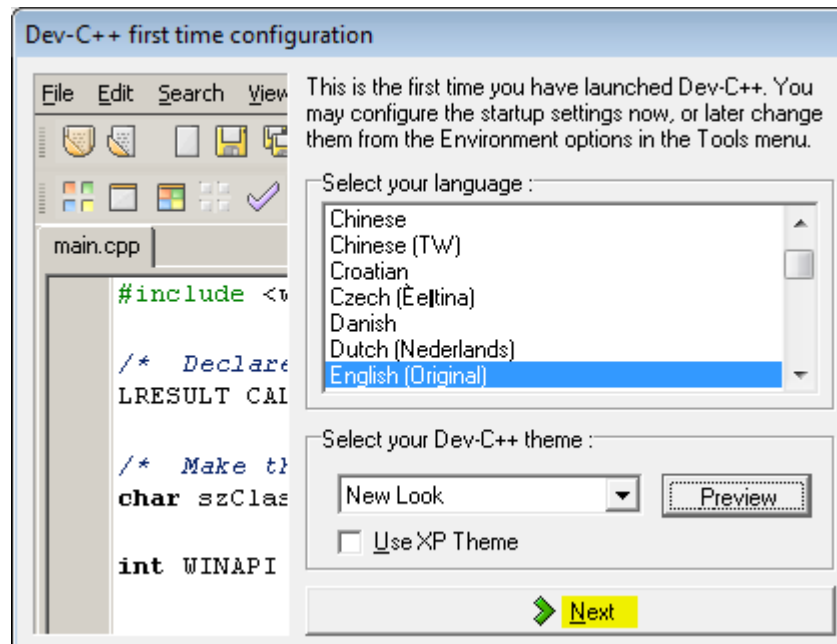 Dev-C++ first time configuration
File Edit Search View
main.cpp
#include <w
/* Declare
LRESULT CAL
/* Make th
char szClas
int WINAPI
This is the first time you have launched Dev-C++. You
may configure the startup settings now, or later change
them from the Environment options in the Tools menu.
Select your language :
Chinese
Chinese (TW)
Croatian
Czech (Èeltina)
Danish
Dutch (Nederlands)
English (Original)
Select your Dev-C++ theme :
New Look
Preview
Use XP Theme
Next